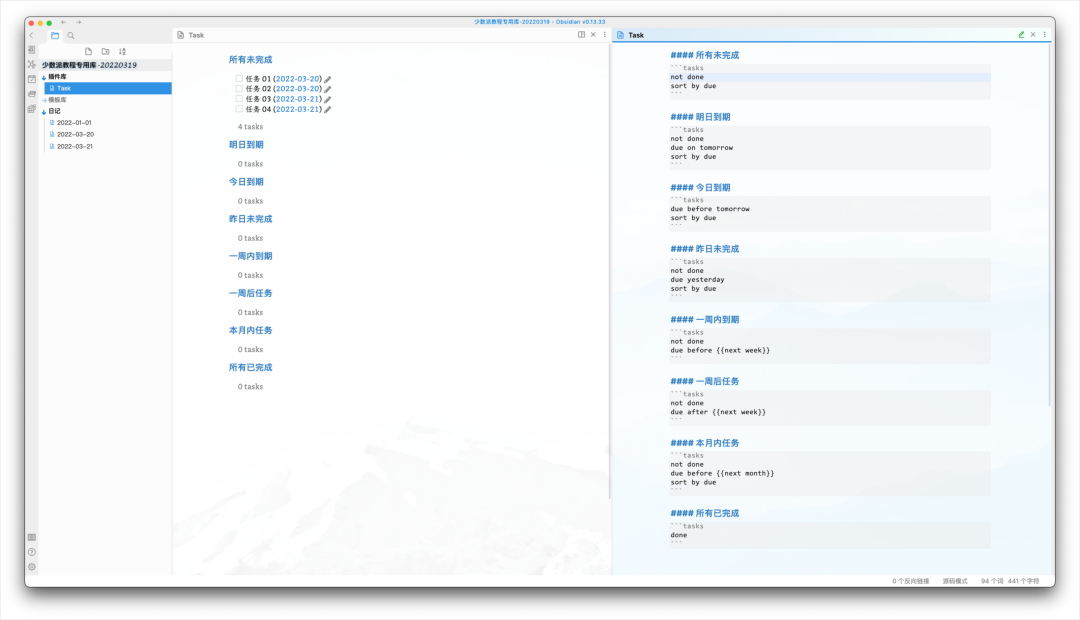 少数派教程专用库-20220319 - Obsidian v0.13.33
少数派教程专用库-20220319
插件库
Task
模板库
日记
2022-01-01
2022-03-20
2022-03-21
Task
所有未完成
任务 01 (2022-03-20)
任务 02 (2022-03-20)
任务 03 (2022-03-21)
任务 04 (2022-03-21)
4 tasks
明日到期
0 tasks
今日到期
0 tasks
昨日未完成
0 tasks
一周内到期
0 tasks
一周后任务
0 tasks
本月内任务
0 tasks
所有已完成
0 tasks
Task
#### 所有未完成
```tasks
not done
sort by due
```
#### 明日到期
```tasks
not done
due on tomorrow
sort by due
```
#### 今日到期
```tasks
due before tomorrow
sort by due
```
#### 昨日未完成
```tasks
not done
due yesterday
sort by due
```
#### 一周内到期
```tasks
not done
due before {{next week}}
```
#### 一周后任务
```tasks
not done
due after {{next week}}
```
#### 本月内任务
```tasks
not done
due before {{next month}}
sort by due
```
#### 所有已完成
```tasks
done
```
0 个反向链接 源码模式 94 个词 441 个字符